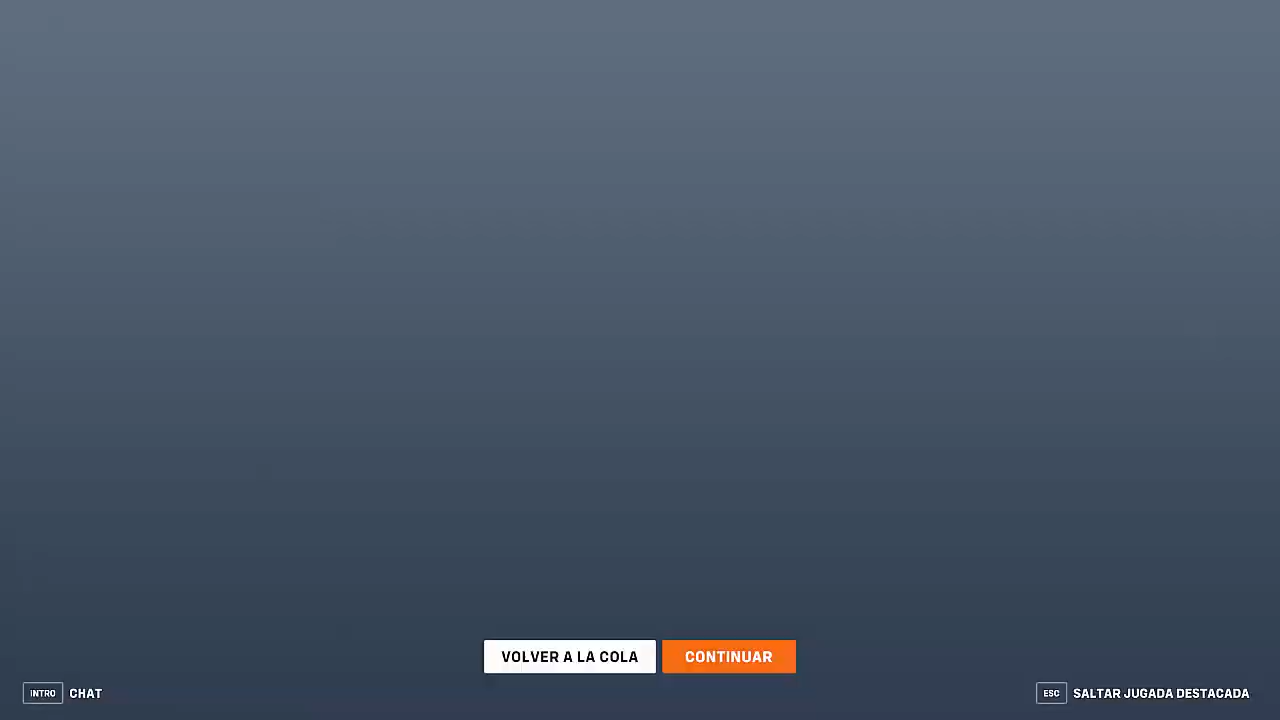 VOLVER A LA COLA
CONTINUAR
INTRO CHAT
ESC SALTAR JUGADA DESTACADA